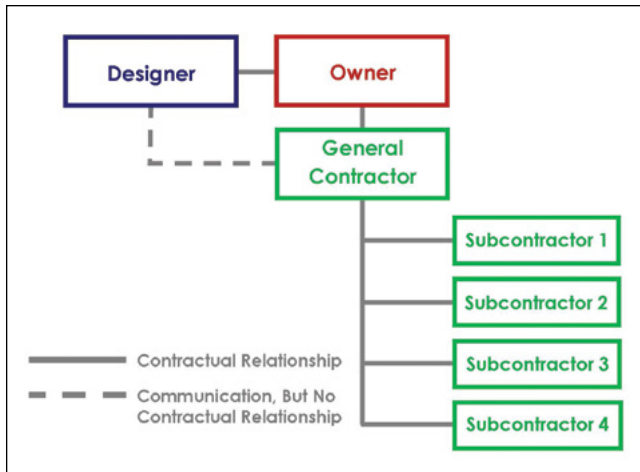 Designer
Owner
General
Contractor
Subcontractor 1
Subcontractor 2
Subcontractor 3
Subcontractor 4
Contractual Relationship
Communication, But No
Contractual Relationship